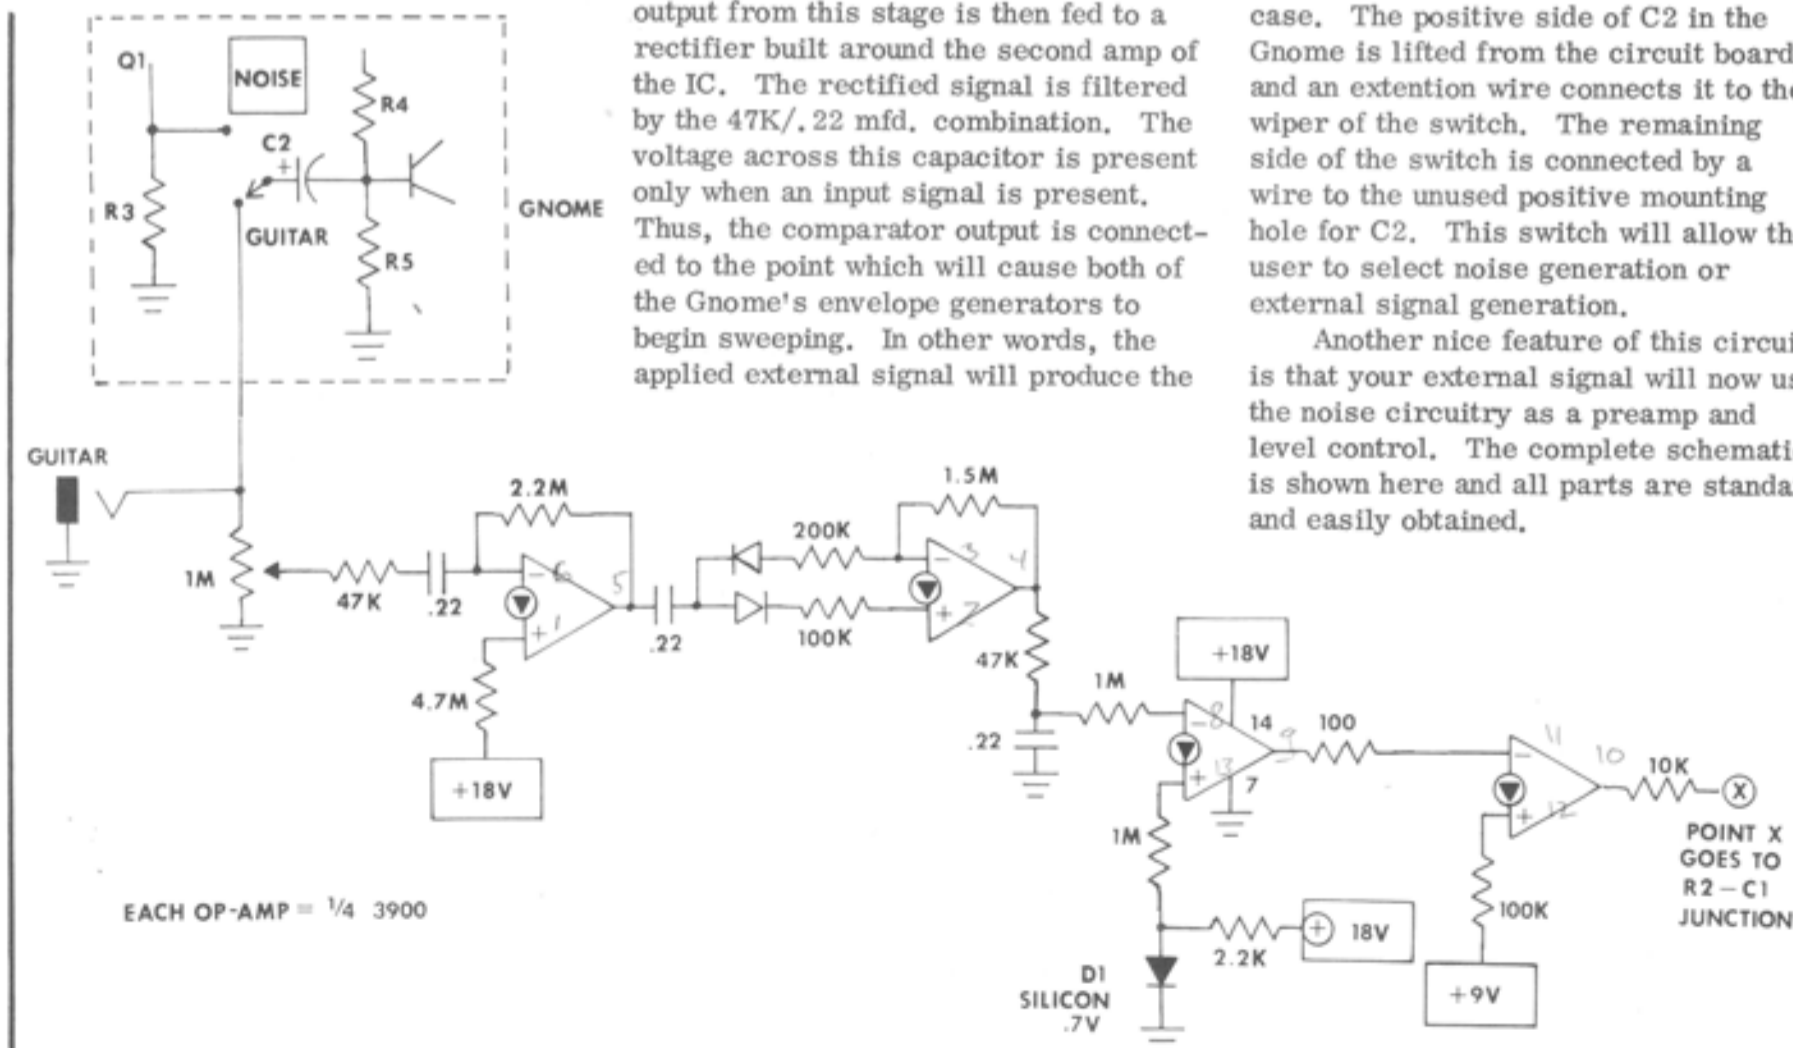 output from this stage is then fed to a
rectifier built around the second amp of
the IC. The rectified signal is filtered
by the 47K/.22 mfd. combination. The
voltage across this capacitor is present
only when an input signal is present.
Thus, the comparator output is connect-
ed to the point which will cause both of
the Gnome's envelope generators to
begin sweeping. In other words, the
applied external signal will produce the
case. The positive side of C2 in the
Gnome is lifted from the circuit board
and an extention wire connects it to the
wiper of the switch. The remaining
side of the switch is connected by a
wire to the unused positive mounting
hole for C2. This switch will allow th
user to select noise generation or
external signal generation.
Another nice feature of this circui
is that your external signal will now us
the noise circuitry as a preamp and
level control. The complete schemati
is shown here and all parts are standa
and easily obtained.
Q1
NOISE
R4
C2
+
R3
GUITAR
R5
GNOME
GUITAR
1M
47K
.22
2.2M
- 6
5
+ 1
4.7M
+18V
.22
200K
100K
1.5M
- 3
4
+ 2
47K
.22
1M
+18V
- 8
14
9
+ 13
7
1M
100
- 11
10
+ 12
10K
X
POINT X
GOES TO
R2-C1
JUNCTION
100K
+9V
2.2K
+ 18V
D1
SILICON
.7V
EACH OP-AMP = 1/4 3900